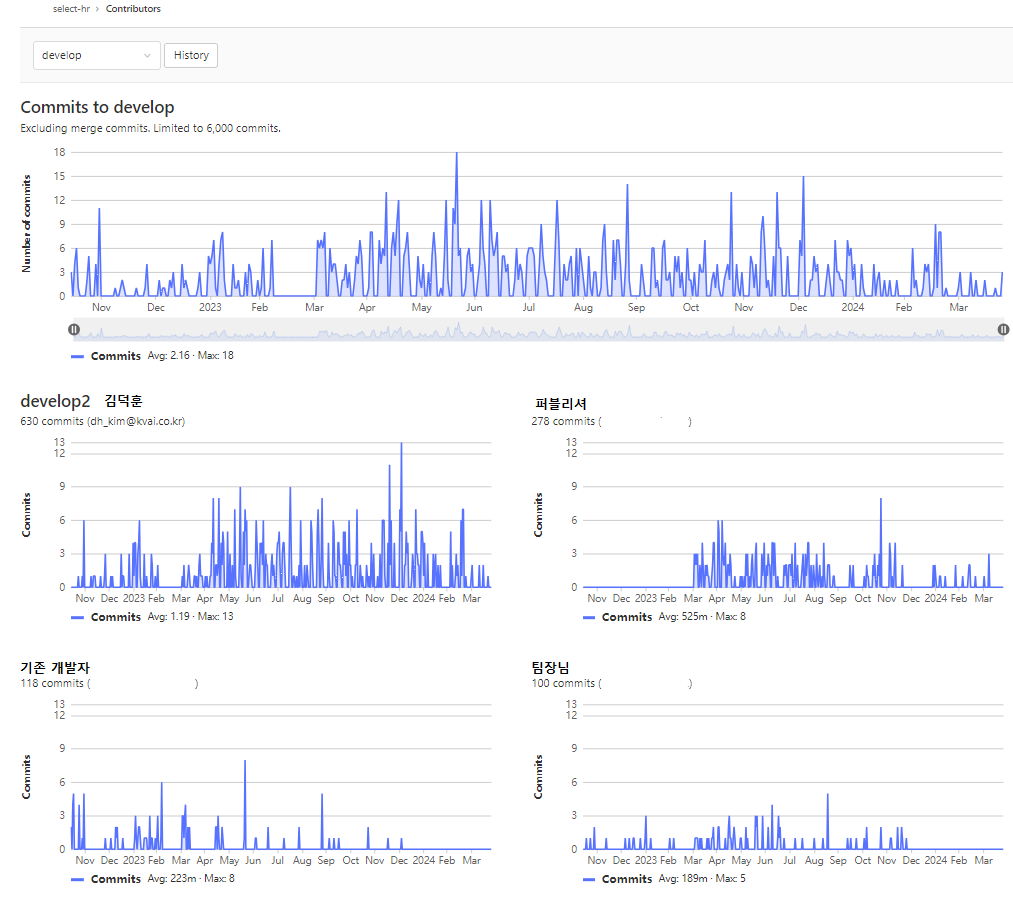 select-hr › Contributors
develop
History
Commits to develop
Excluding merge commits. Limited to 6,000 commits.
Number of commits
18
15
12
9
6
3
0
Nov Dec 2023 Feb Mar Apr May Jun Jul Aug Sep Oct Nov Dec 2024 Feb Mar
Commits Avg: 2.16 · Max: 18
develop2 김덕훈
630 commits (dh_kim@kvai.co.kr)
Commits
13
12
9
6
3
0
Nov Dec 2023 Feb Mar Apr May Jun Jul Aug Sep Oct Nov Dec 2024 Feb Mar
Commits Avg: 1.19 · Max: 13
퍼블리셔
278 commits ( )
Commits
13
12
9
6
3
0
Nov Dec 2023 Feb Mar Apr May Jun Jul Aug Sep Oct Nov Dec 2024 Feb Mar
Commits Avg: 525m · Max: 8
기존 개발자
118 commits ( )
Commits
13
12
9
6
3
0
Nov Dec 2023 Feb Mar Apr May Jun Jul Aug Sep Oct Nov Dec 2024 Feb Mar
Commits Avg: 223m · Max: 8
팀장님
100 commits ( )
Commits
13
12
9
6
3
0
Nov Dec 2023 Feb Mar Apr May Jun Jul Aug Sep Oct Nov Dec 2024 Feb Mar
Commits Avg: 189m · Max: 5